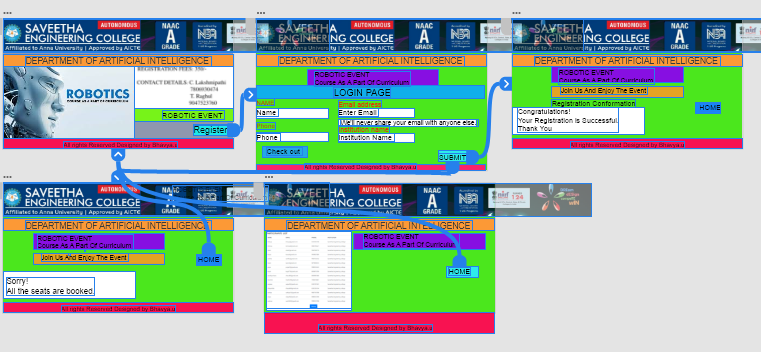 SAVEETHA
ENGINEERING COLLEGE
AUTONOMOUS
Affiliated to Anna University | Approved by AICTE
NAAC
A
GRADE
DEPARTMENT OF ARTIFICIAL INTELLIGENCE
ROBOTICS
COURSE AS A PART OF CURRICULUM
REGISTRATION FEES: 350/-
CONTACT DETAILS: C. Lakshmipathi
7806930474
T. Ragbul
9047523760
ROBOTIC EVENT
Register
All rights Reserved Designed by Bhavya.u
SAVEETHA
ENGINEERING COLLEGE
AUTONOMOUS
Affiliated to Anna University | Approved by AICTE
NAAC
A
GRADE
DEPARTMENT OF ARTIFICIAL INTELLIGENCE
ROBOTIC EVENT
Course As A Part Of Curriculum
LOGIN PAGE
Name
Name
Email address
Enter Email
We'll never share your email with anyone else.
Phone
Phone
Institution name
Institution Name
Check out
SUBMIT
All rights Reserved Designed by Bhavya.u
SAVEETHA
ENGINEERING COLLEGE
AUTONOMOUS
Affiliated to Anna University | Approved by AICTE
NAAC
A
GRADE
DEPARTMENT OF ARTIFICIAL INTELLIGENCE
ROBOTIC EVENT
Course As A Part Of Curriculum
Join Us And Enjoy The Event
Registration Conformation
Congratulations!
Your Registration Is Successful.
Thank You
HOME
All rights Reserved Designed by Bhavya.u
SAVEETHA
ENGINEERING COLLEGE
AUTONOMOUS
Affiliated to Anna University | Approved by AICTE
NAAC
A
GRADE
DEPARTMENT OF ARTIFICIAL INTELLIGENCE
ROBOTIC EVENT
Course As A Part Of Curriculum
Join Us And Enjoy The Event
HOME
Sorry!
All the seats are booked.
All rights Reserved Designed by Bhavya.u
SAVEETHA
ENGINEERING COLLEGE
AUTONOMOUS
Affiliated to Anna University | Approved by AICTE
NAAC
A
GRADE
DEPARTMENT OF ARTIFICIAL INTELLIGENCE
ROBOTIC EVENT
Course As A Part Of Curriculum
HOME
All rights Reserved Designed by Bhavya.u